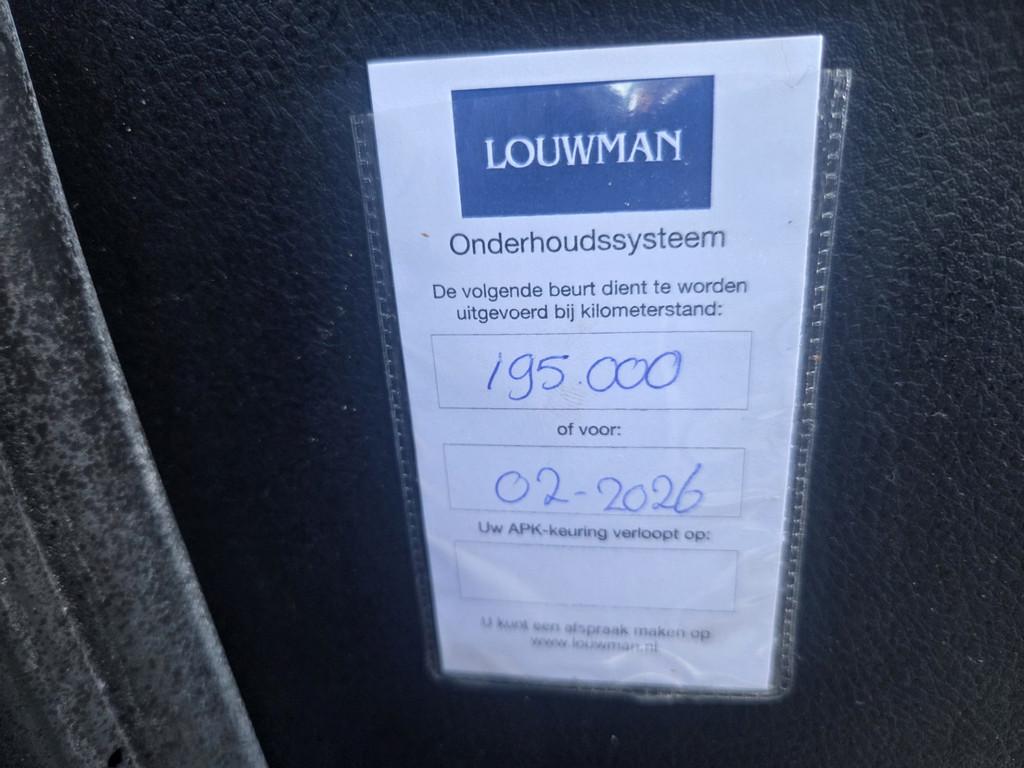 LOUWMAN
Onderhoudssysteem
De volgende beurt dient te worden
uitgevoerd bij kilometerstand:
195.000
of voor:
02-2026
Uw APK-keuring verloopt op:
U kunt een afspraak maken op
www.louwman.nl